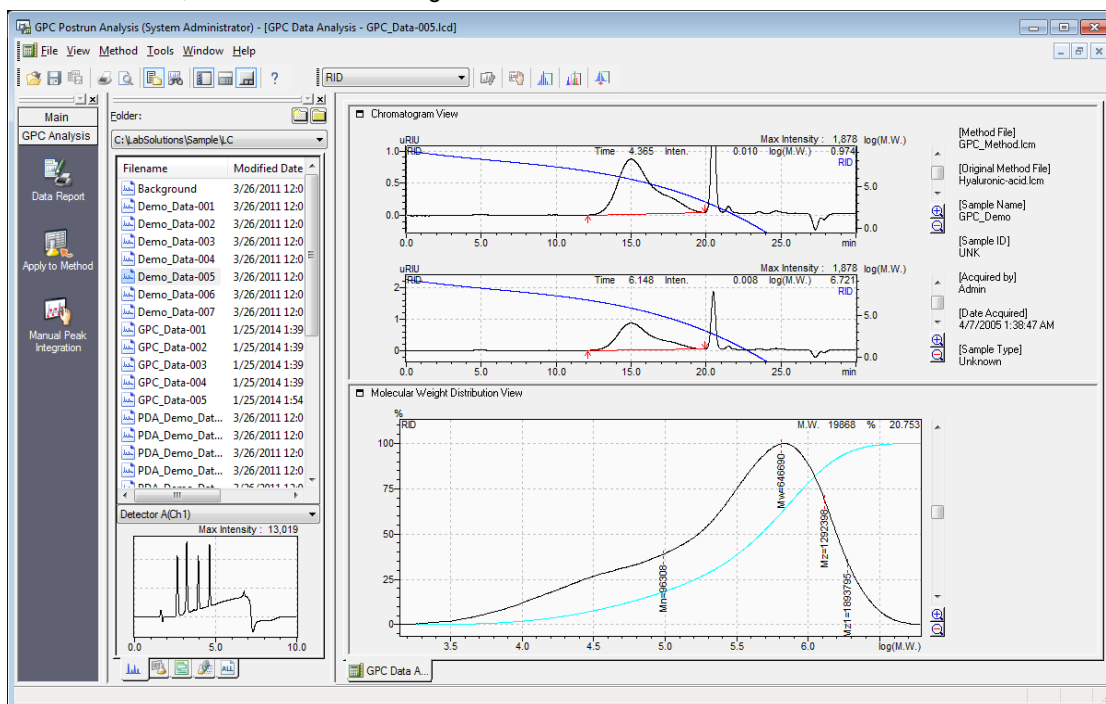 GPC Postrun Analysis (System Administrator) - [GPC Data Analysis - GPC_Data-005.lcd]
File View Method Tools Window Help
RID
Main
GPC Analysis
Data Report
Apply to Method
Manual Peak
Integration
Folder:
C:\LabSolutions\Sample\LC
Filename Modified Date
Background 3/26/2011 12:0
Demo_Data-001 3/26/2011 12:0
Demo_Data-002 3/26/2011 12:0
Demo_Data-003 3/26/2011 12:0
Demo_Data-004 3/26/2011 12:0
Demo_Data-005 3/26/2011 12:0
Demo_Data-006 3/26/2011 12:0
Demo_Data-007 3/26/2011 12:0
GPC_Data-001 1/25/2014 1:39
GPC_Data-002 1/25/2014 1:39
GPC_Data-003 1/25/2014 1:39
GPC_Data-004 1/25/2014 1:39
GPC_Data-005 1/25/2014 1:54
PDA_Demo_Dat... 3/26/2011 12:0
PDA_Demo_Dat... 3/26/2011 12:0
PDA_Demo_Dat... 3/26/2011 12:0
PDA_Demo_Dat... 3/26/2011 12:0
Detector A(Ch1)
Max Intensity : 13,019
0.0 5.0 10.0
ALL
Chromatogram View
uRIU Max Intensity : 1,878 log(M.W.)
RID Time 4.365 Inten. 0.010 log(M.W.) 0.974
RID
1.0
0.5
0.0
5.0
0.0
0.0 5.0 10.0 15.0 20.0 25.0 min
uRIU Max Intensity : 1,878 log(M.W.)
RID Time 6.148 Inten. 0.008 log(M.W.) 6.721
RID
2
1
0
5.0
0.0
0.0 5.0 10.0 15.0 20.0 25.0 min
[Method File]
GPC_Method.lcm
[Original Method File]
Hyaluronic-acid.lcm
[Sample Name]
GPC_Demo
[Sample ID]
UNK
[Acquired by]
Admin
[Date Acquired]
4/7/2005 1:38:47 AM
[Sample Type]
Unknown
Molecular Weight Distribution View
%
RID M.W. 19868 % 20.753
100
75
50
25
0
Mn=96308
Mw=646690
Mz=1292398
Mz1=1893795
3.5 4.0 4.5 5.0 5.5 6.0 log(M.W.)
GPC Data A...